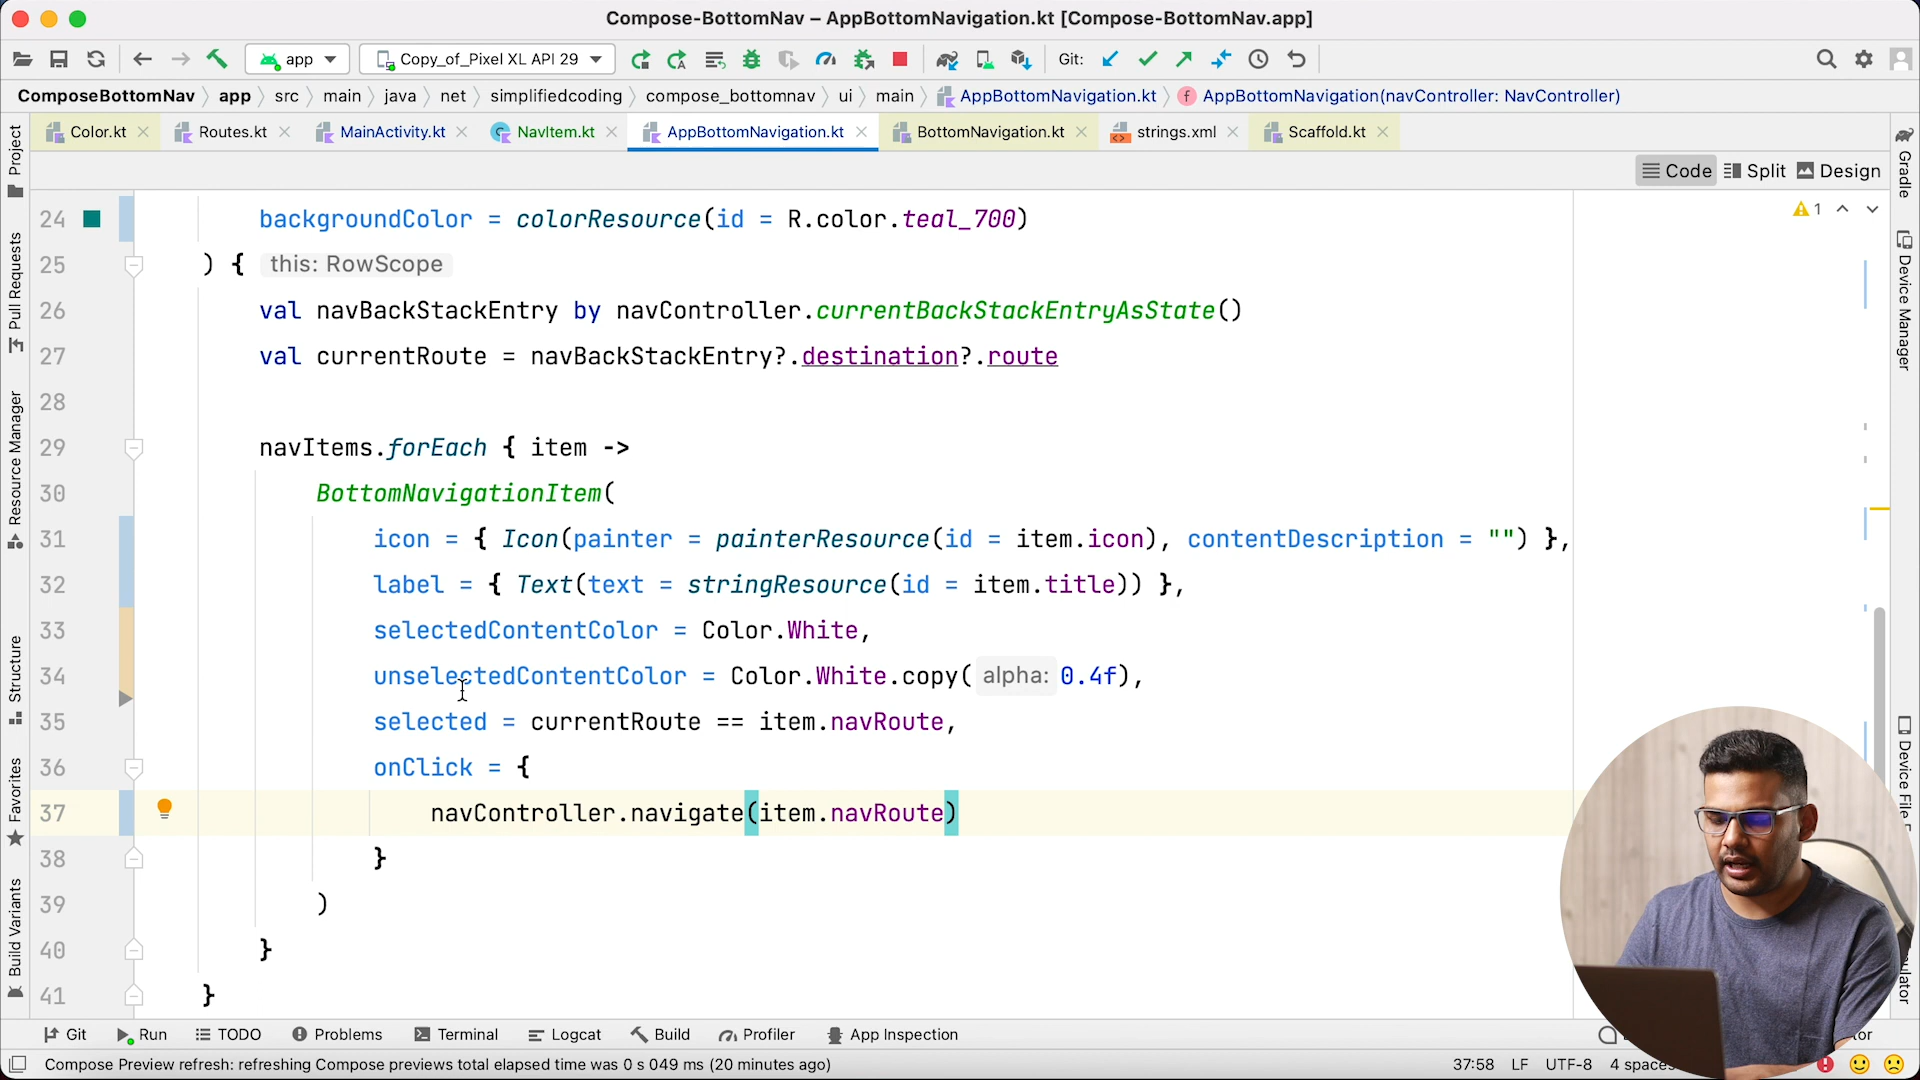 Compose-BottomNav – AppBottomNavigation.kt [Compose-BottomNav.app]
app Copy_of_Pixel XL API 29 Git:
ComposeBottomNav app src main java net simplifiedcoding compose_bottomnav ui main AppBottomNavigation.kt AppBottomNavigation(navController: NavController)
Color.kt Routes.kt MainActivity.kt NavItem.kt AppBottomNavigation.kt BottomNavigation.kt strings.xml Scaffold.kt
Code Split Design
Project
Pull Requests
Resource Manager
Structure
Favorites
Build Variants
24 backgroundColor = colorResource(id = R.color.teal_700)
25 ) { this: RowScope
26 val navBackStackEntry by navController.currentBackStackEntryAsState()
27 val currentRoute = navBackStackEntry?.destination?.route
28
29 navItems.forEach { item ->
30 BottomNavigationItem(
31 icon = { Icon(painter = painterResource(id = item.icon), contentDescription = "") },
32 label = { Text(text = stringResource(id = item.title)) },
33 selectedContentColor = Color.White,
34 unselectedContentColor = Color.White.copy( alpha: 0.4f),
35 selected = currentRoute == item.navRoute,
36 onClick = {
37 navController.navigate(item.navRoute)
38 }
39 )
40 }
41 }
1
Gradle
Device Manager
Device File
Git Run TODO Problems Terminal Logcat Build Profiler App Inspection
Compose Preview refresh: refreshing Compose previews total elapsed time was 0 s 049 ms (20 minutes ago) 37:58 LF UTF-8 4 spaces